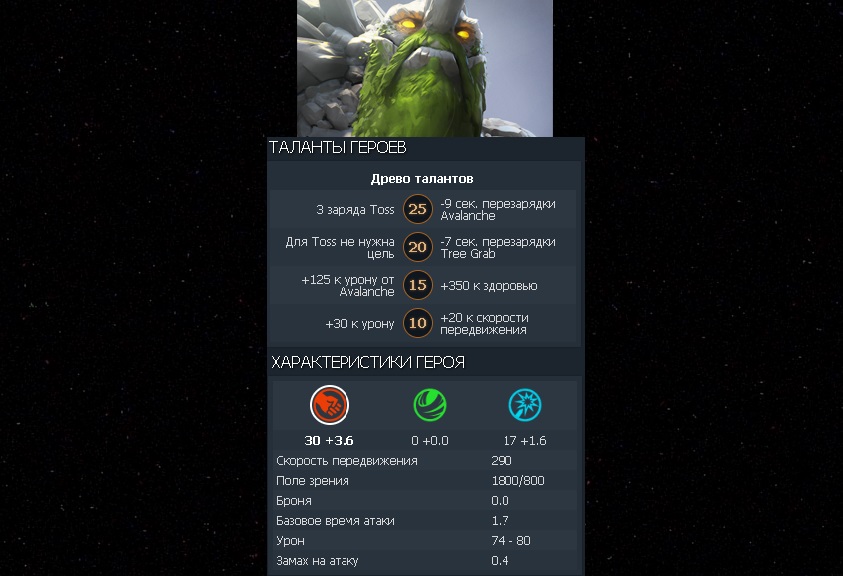 ТАЛАНТЫ ГЕРОЕВ
Древо талантов
3 заряда Toss 25 -9 сек. перезарядки
Avalanche
Для Toss не нужна
цель 20 -7 сек. перезарядки
Tree Grab
+125 к урону от
Avalanche 15 +350 к здоровью
+30 к урону 10 +20 к скорости
передвижения
ХАРАКТЕРИСТИКИ ГЕРОЯ
30 +3.6 0 +0.0 17 +1.6
Скорость передвижения 290
Поле зрения 1800/800
Броня 0.0
Базовое время атаки 1.7
Урон 74 - 80
Замах на атаку 0.4